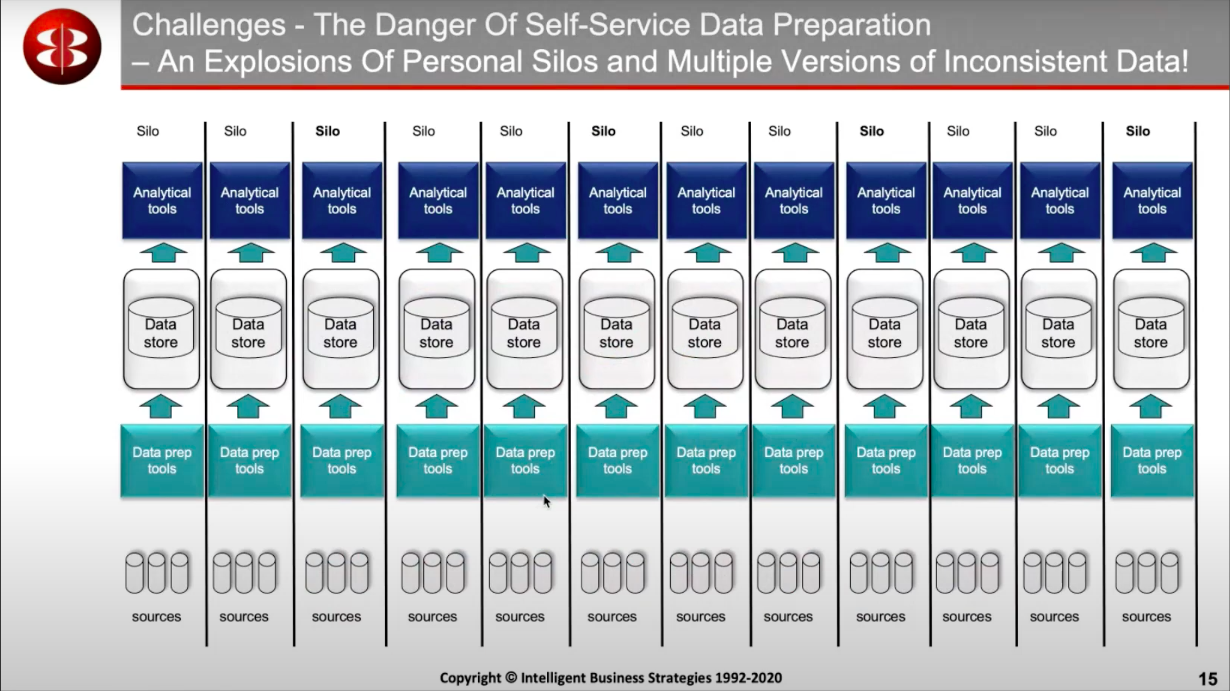 Challenges - The Danger Of Self-Service Data Preparation
– An Explosions Of Personal Silos and Multiple Versions of Inconsistent Data!
Silo Silo Silo Silo Silo Silo Silo Silo Silo Silo Silo Silo
Analytical Analytical Analytical Analytical Analytical Analytical Analytical Analytical Analytical Analytical Analytical Analytical
tools tools tools tools tools tools tools tools tools tools tools tools
Data Data Data Data Data Data Data Data Data Data Data Data
store store store store store store store store store store store store
Data prep Data prep Data prep Data prep Data prep Data prep Data prep Data prep Data prep Data prep Data prep Data prep
tools tools tools tools tools tools tools tools tools tools tools tools
sources sources sources sources sources sources sources sources sources sources sources sources
Copyright © Intelligent Business Strategies 1992-2020
15